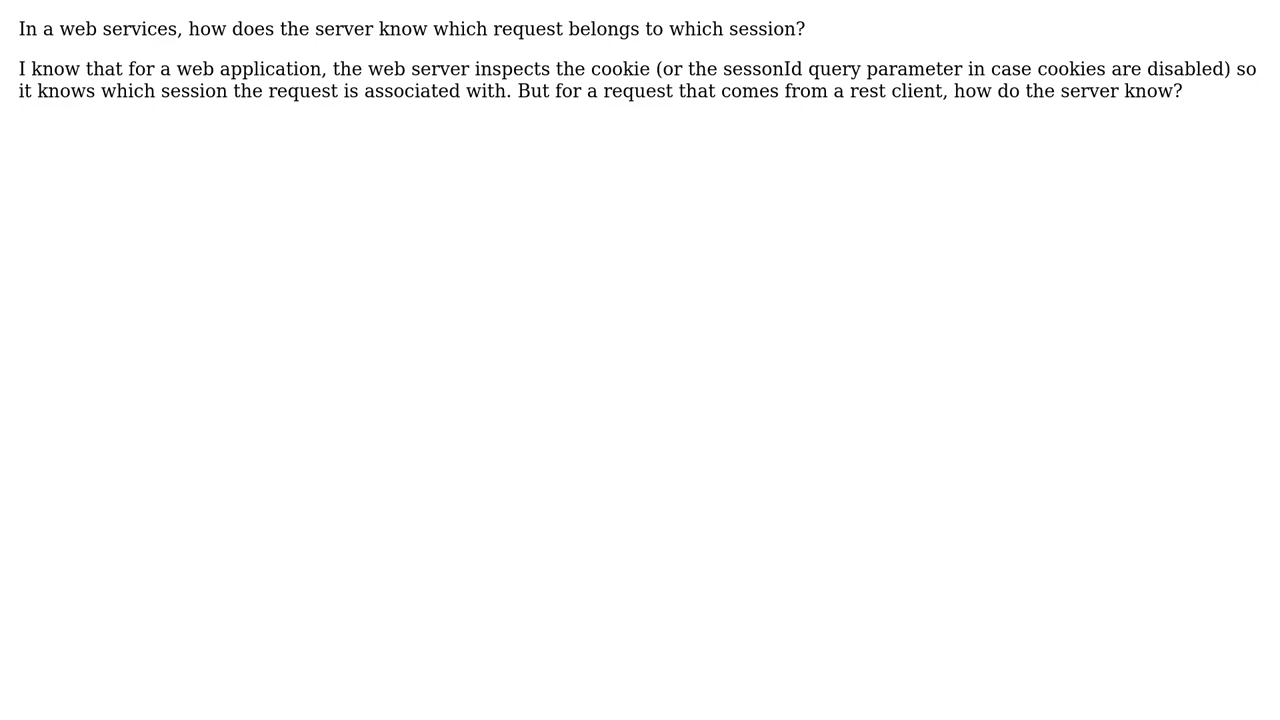 In a web services, how does the server know which request belongs to which session?
I know that for a web application, the web server inspects the cookie (or the sessonId query parameter in case cookies are disabled) so
it knows which session the request is associated with. But for a request that comes from a rest client, how do the server know?